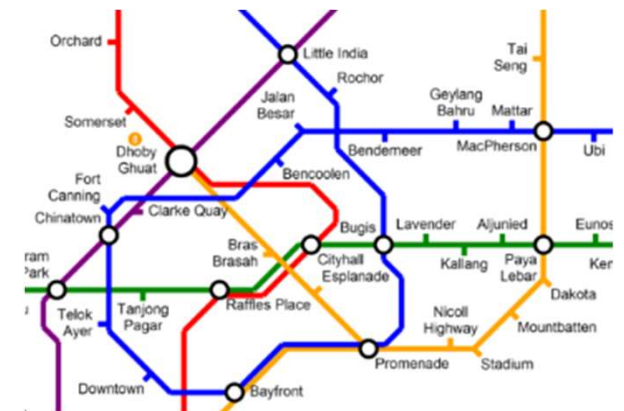 Orchard
Little India
Tai
Seng
Rochor
Jalan
Besar
Geylang
Bahru
Mattar
Somerset
Dhoby
Ghaut
Bendemeer
MacPherson
Ubi
Bencoolen
Fort
Canning
Chinatown
Clarke Quay
Bugis
Lavender
Aljunied
Eunos
Bras
Brasah
Cityhall
Esplanade
Kallang
Paya
Lebar
Ker
ram
Park
Raffles Place
Dakota
Telok
Ayer
Tanjong
Pagar
Nicoll
Highway
Mountbatten
Promenade
Stadium
Downtown
Bayfront